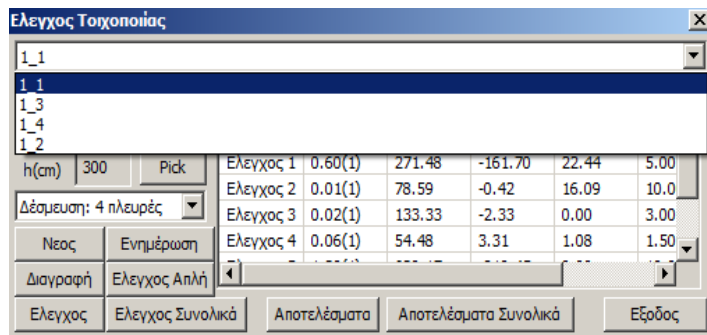 Ελεγχος Τοιχοποιίας
1_1
1_1
1_3
1_4
1_2
h(cm) 300 Pick Ελεγχος 1 0.60(1) 271.48 -161.70 22.44 5.00
Ελεγχος 2 0.01(1) 78.59 -0.42 16.09 10.0
Δέσμευση: 4 πλευρές Ελεγχος 3 0.02(1) 133.33 -2.33 0.00 3.00
Νεος Ενημέρωση Ελεγχος 4 0.06(1) 54.48 3.31 1.08 1.50
Διαγραφή Ελεγχος Απλή
Ελεγχος Ελεγχος Συνολικά Αποτελέσματα Αποτελέσματα Συνολικά Εξοδος